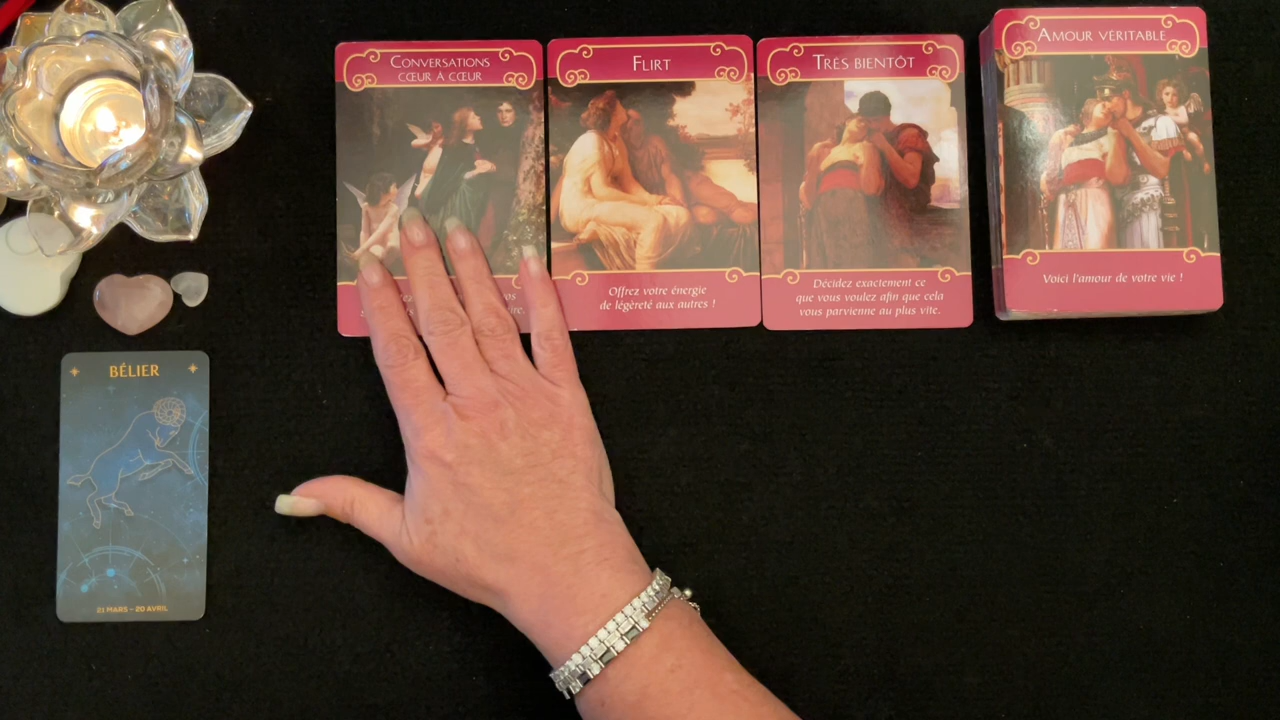 CONVERSATIONS
CŒUR À CŒUR
FLIRT
Offrez votre énergie
de légèreté aux autres !
TRÈS BIENTÔT
Décidez exactement ce
que vous voulez afin que cela
vous parvienne au plus vite.
AMOUR VÉRITABLE
Voici l'amour de votre vie !
BÉLIER
21 MARS - 20 AVRIL